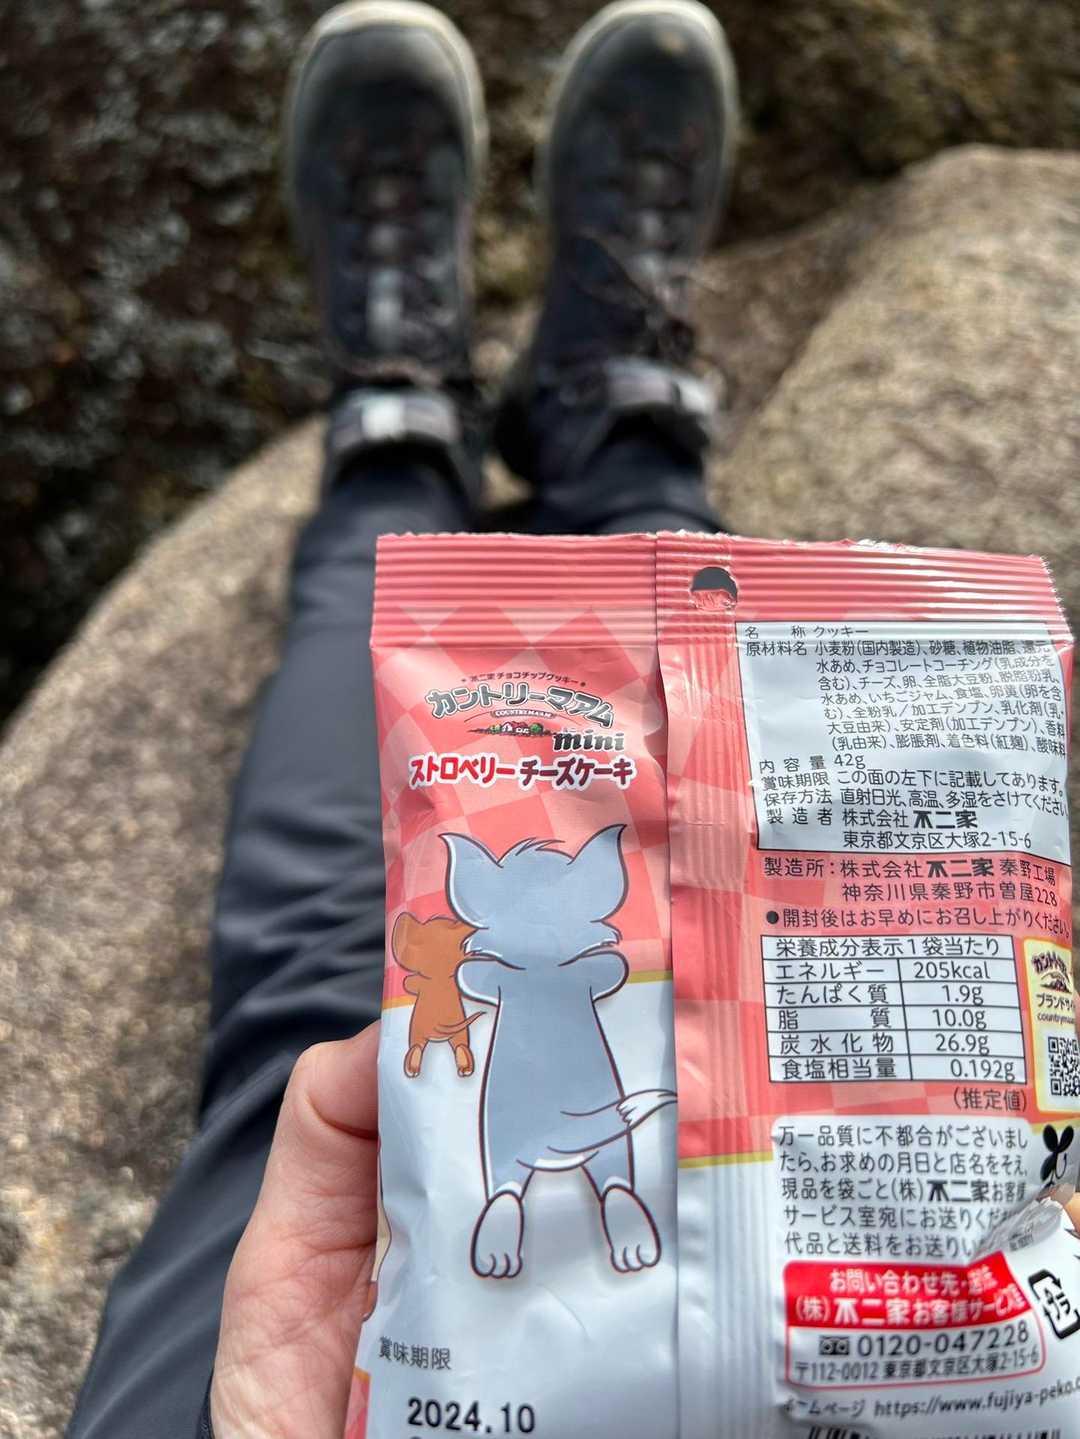 不二家 チョコチップクッキー
カントリーマアム
COUNTRY MA'AM
mini
ストロベリーチーズケーキ
賞味期限
2024.10
名 称 クッキー
原材料名 小麦粉(国内製造)、砂糖、植物油脂、還元
水あめ、チョコレートコーチング(乳成分を
含む)、チーズ、卵、全脂大豆粉、脱脂粉乳、
水あめ、いちごジャム、食塩、卵黄(卵を含
む)、全粉乳/加工デンプン、乳化剤(乳・
大豆由来)、安定剤(加工デンプン)、香料
(乳由来)、膨脹剤、着色料(紅麹)、酸味料
内容量 42g
賞味期限 この面の左下に記載してあります。
保存方法 直射日光、高温、多湿をさけてください。
製造者 株式会社 不二家
東京都文京区大塚2-15-6
製造所:株式会社 不二家 秦野工場
神奈川県秦野市曽屋228
●開封後はお早めにお召し上がりください。
栄養成分表示1袋当たり
エネルギー 205kcal
たんぱく質 1.9g
脂質 10.0g
炭水化物 26.9g
食塩相当量 0.192g
(推定値)
カントリー
ブランドサイ
countryma
万一品質に不都合がございまし
たら、お求めの月日と店名をそえ、
現品を袋ごと(株)不二家お客様
サービス室宛にお送りくだ
代品と送料をお送りい
お問い合わせ先・
(株)不二家お客様サービス
0120-047228
〒112-0012 東京都文京区大塚2-15-6
ホームページ https://www.fujiya-peko.c
プラ